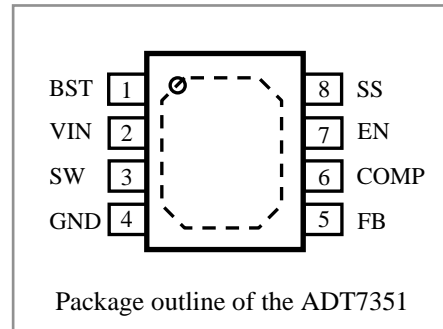 BST 1 8 SS
VIN 2 7 EN
SW 3 6 COMP
GND 4 5 FB
Package outline of the ADT7351